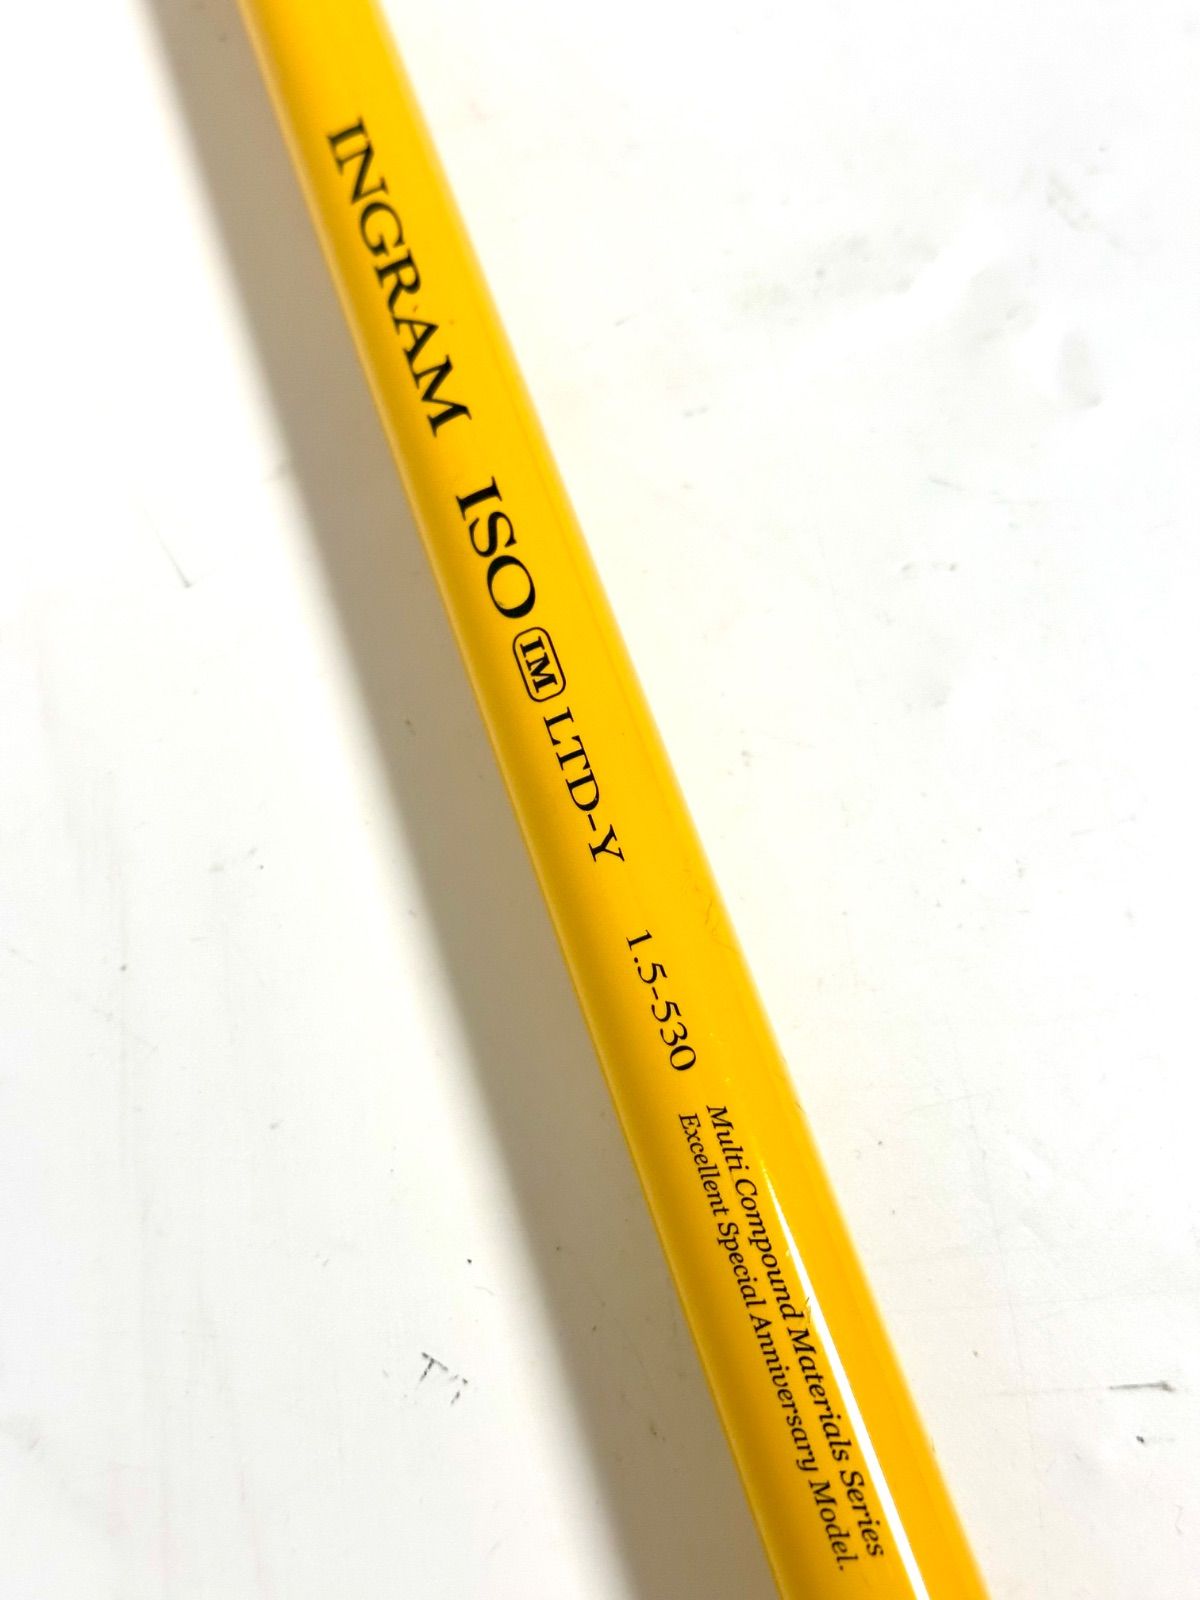 INGRAM ISO IM LTD-Y 1.5-530
Multi Compound Materials Series
Excellent Special Anniversary Model.